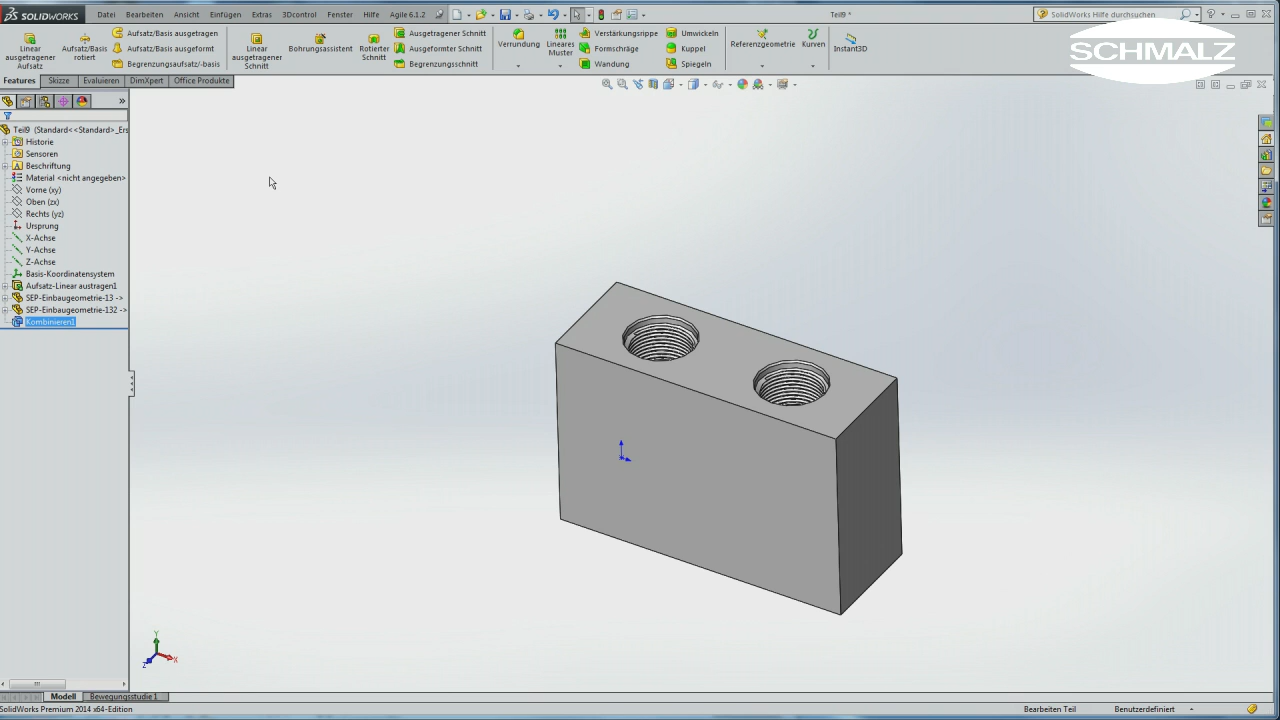 SOLIDWORKS
Datei Bearbeiten Ansicht Einfügen Extras 3Dcontrol Fenster Hilfe Agile 6.1.2
Teil9 *
SolidWorks Hilfe durchsuchen
SCHMALZ
Linear ausgetragener Aufsatz
Aufsatz/Basis rotiert
Aufsatz/Basis ausgetragen
Aufsatz/Basis ausgeformt
Begrenzungsaufsatz/-basis
Linear ausgetragener Schnitt
Bohrungsassistent
Rotierter Schnitt
Ausgetragener Schnitt
Ausgeformter Schnitt
Begrenzungsschnitt
Verrundung
Lineares Muster
Verstärkungsrippe
Formschräge
Wandung
Umwickeln
Kuppel
Spiegeln
Referenzgeometrie
Kurven
Instant3D
Features Skizze Evaluieren DimXpert Office Produkte
Teil9 (Standard<<Standard>_Ers
Historie
Sensoren
Beschriftung
Material <nicht angegeben>
Vorne (xy)
Oben (zx)
Rechts (yz)
Ursprung
X-Achse
Y-Achse
Z-Achse
Basis-Koordinatensystem
Aufsatz-Linear austragen1
SEP-Einbaugeometrie-13 ->
SEP-Einbaugeometrie-132 ->
Kombinieren1
Y
Z
X
Modell Bewegungsstudie 1
SolidWorks Premium 2014 x64-Edition
Bearbeiten Teil
Benutzerdefiniert